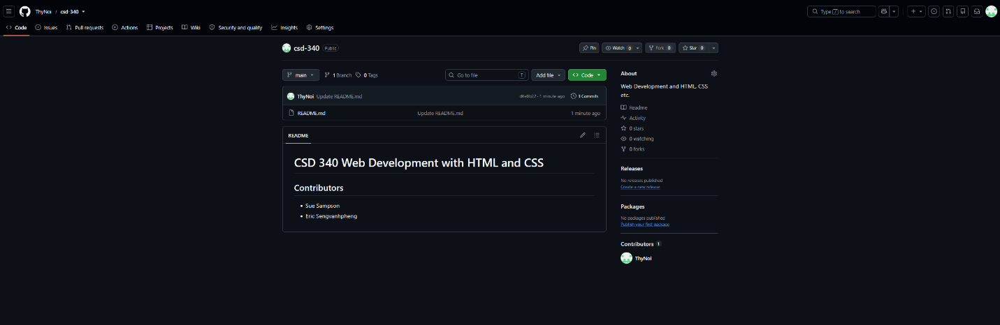 ThyNoi / csd-340
Type / to search
Code Issues Pull requests Actions Projects Wiki Security and quality Insights Settings
csd-340 Public
Pin Watch 0 Fork 0 Star 0
main 1 Branch 0 Tags
Go to file T Add file Code
ThyNoi Update README.md
1 minute ago 3 Commits
README.md Update README.md 1 minute ago
README
CSD 340 Web Development with HTML and CSS
Contributors
Sue Sampson
Eric Sengvanhpheng
About
Web Development and HTML, CSS
etc.
Readme
Activity
0 stars
0 watching
0 forks
Releases
No releases published
Create a new release
Packages
No packages published
Publish your first package
Contributors 1
ThyNoi